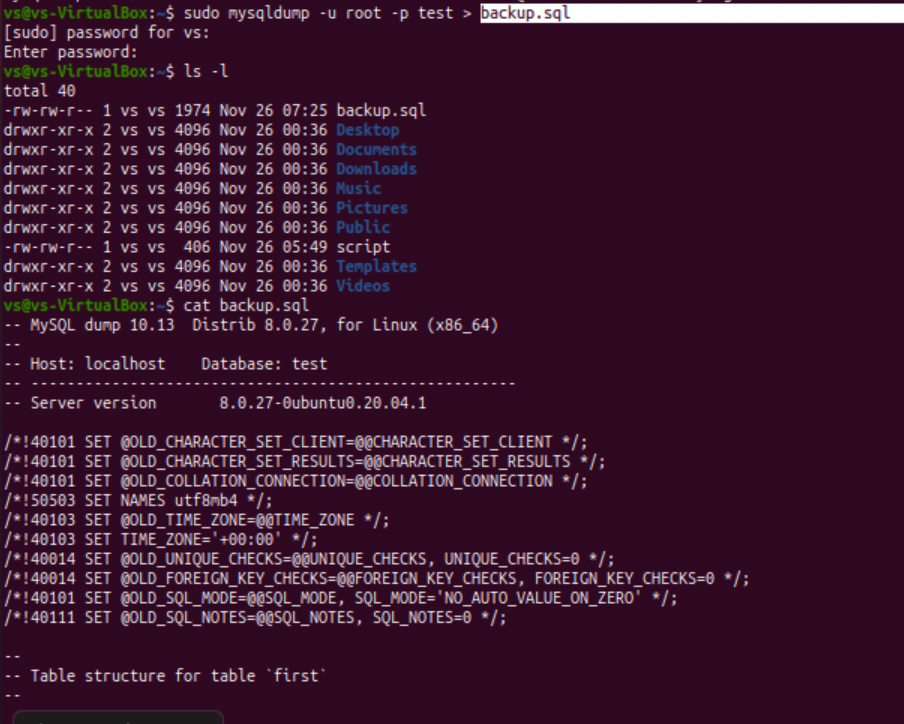 vs@vs-VirtualBox:~$ sudo mysqldump -u root -p test > backup.sql
[sudo] password for vs:
Enter password:
vs@vs-VirtualBox:~$ ls -l
total 40
-rw-rw-r-- 1 vs vs 1974 Nov 26 07:25 backup.sql
drwxr-xr-x 2 vs vs 4096 Nov 26 00:36 Desktop
drwxr-xr-x 2 vs vs 4096 Nov 26 00:36 Documents
drwxr-xr-x 2 vs vs 4096 Nov 26 00:36 Downloads
drwxr-xr-x 2 vs vs 4096 Nov 26 00:36 Music
drwxr-xr-x 2 vs vs 4096 Nov 26 00:36 Pictures
drwxr-xr-x 2 vs vs 4096 Nov 26 00:36 Public
-rw-rw-r-- 1 vs vs  406 Nov 26 05:49 script
drwxr-xr-x 2 vs vs 4096 Nov 26 00:36 Templates
drwxr-xr-x 2 vs vs 4096 Nov 26 00:36 Videos
vs@vs-VirtualBox:~$ cat backup.sql
-- MySQL dump 10.13  Distrib 8.0.27, for Linux (x86_64)
--
-- Host: localhost    Database: test
-- ------------------------------------------------------
-- Server version       8.0.27-0ubuntu0.20.04.1

/*!40101 SET @OLD_CHARACTER_SET_CLIENT=@@CHARACTER_SET_CLIENT */;
/*!40101 SET @OLD_CHARACTER_SET_RESULTS=@@CHARACTER_SET_RESULTS */;
/*!40101 SET @OLD_COLLATION_CONNECTION=@@COLLATION_CONNECTION */;
/*!50503 SET NAMES utf8mb4 */;
/*!40103 SET @OLD_TIME_ZONE=@@TIME_ZONE */;
/*!40103 SET TIME_ZONE='+00:00' */;
/*!40014 SET @OLD_UNIQUE_CHECKS=@@UNIQUE_CHECKS, UNIQUE_CHECKS=0 */;
/*!40014 SET @OLD_FOREIGN_KEY_CHECKS=@@FOREIGN_KEY_CHECKS, FOREIGN_KEY_CHECKS=0 */;
/*!40101 SET @OLD_SQL_MODE=@@SQL_MODE, SQL_MODE='NO_AUTO_VALUE_ON_ZERO' */;
/*!40111 SET @OLD_SQL_NOTES=@@SQL_NOTES, SQL_NOTES=0 */;

--
-- Table structure for table `first`
--